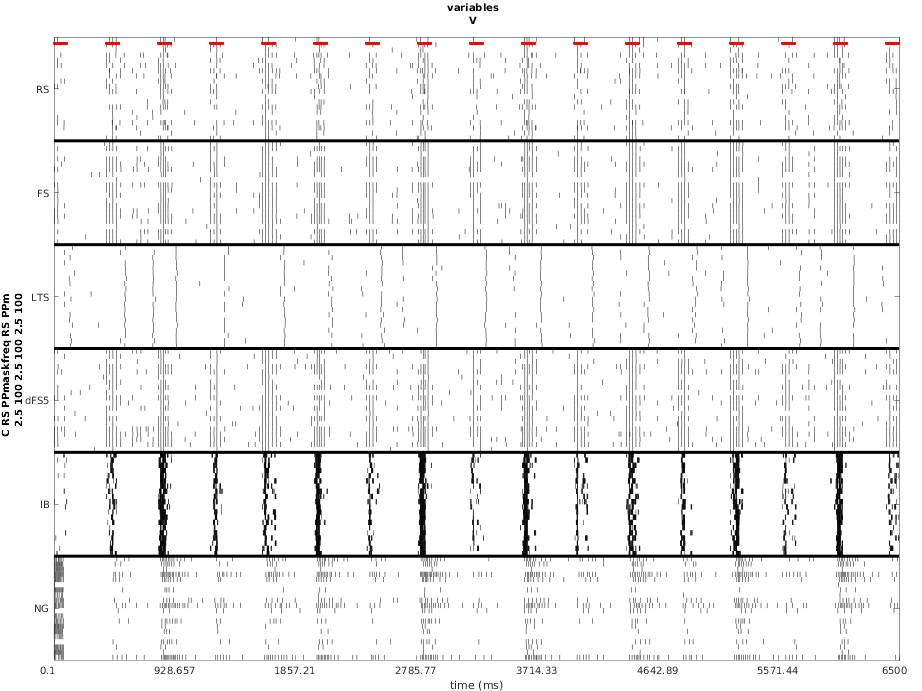 variables
V
C RS PPmaskfreq RS PPm
2.5 100 2.5 100 2.5 100
RS
FS
LTS
dFS5
IB
NG
0.1 928.657 1857.21 2785.77 3714.33 4642.89 5571.44 6500
time (ms)